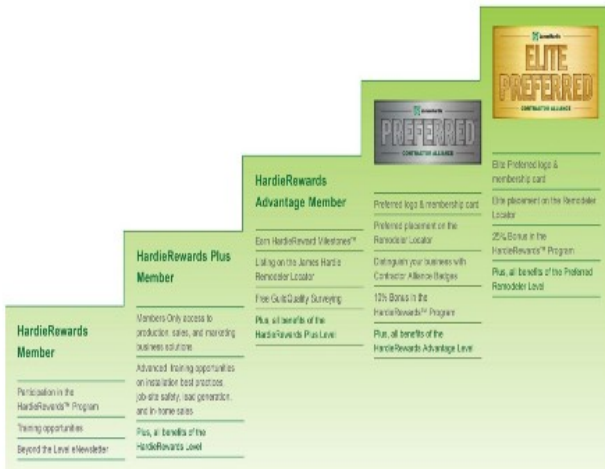 HardieRewards
Member
Participation in the
HardieRewards™ Program
Training opportunities
Beyond the Level eNewsletter
HardieRewards Plus
Member
Members-Only access to
production, sales, and marketing
business solutions
Advanced training opportunities
on installation best practices,
job-site safety, lead generation,
and in-home sales
Plus, all benefits of the
HardieRewards Level
HardieRewards
Advantage Member
Earn HardieReward Milestones™
Listing on the James Hardie
Remodeler Locator
Free GuildQuality Surveying
Plus, all benefits of the
HardieRewards Plus Level
JamesHardie
PREFERRED
CONTRACTOR ALLIANCE
Preferred logo & membership card
Preferred placement on the
Remodeler Locator
Distinguish your business with
Contractor Alliance Badges
Bonus in the
HardieRewards™ Program
Plus, all benefits of the
HardieRewards Advantage Level
JamesHardie
ELITE
PREFERRED
CONTRACTOR ALLIANCE
Elite Preferred logo &
membership card
Elite placement on the Remodeler
Locator
25% Bonus in the
HardieRewards™ Program
Plus, all benefits of the Preferred
Remodeler Level